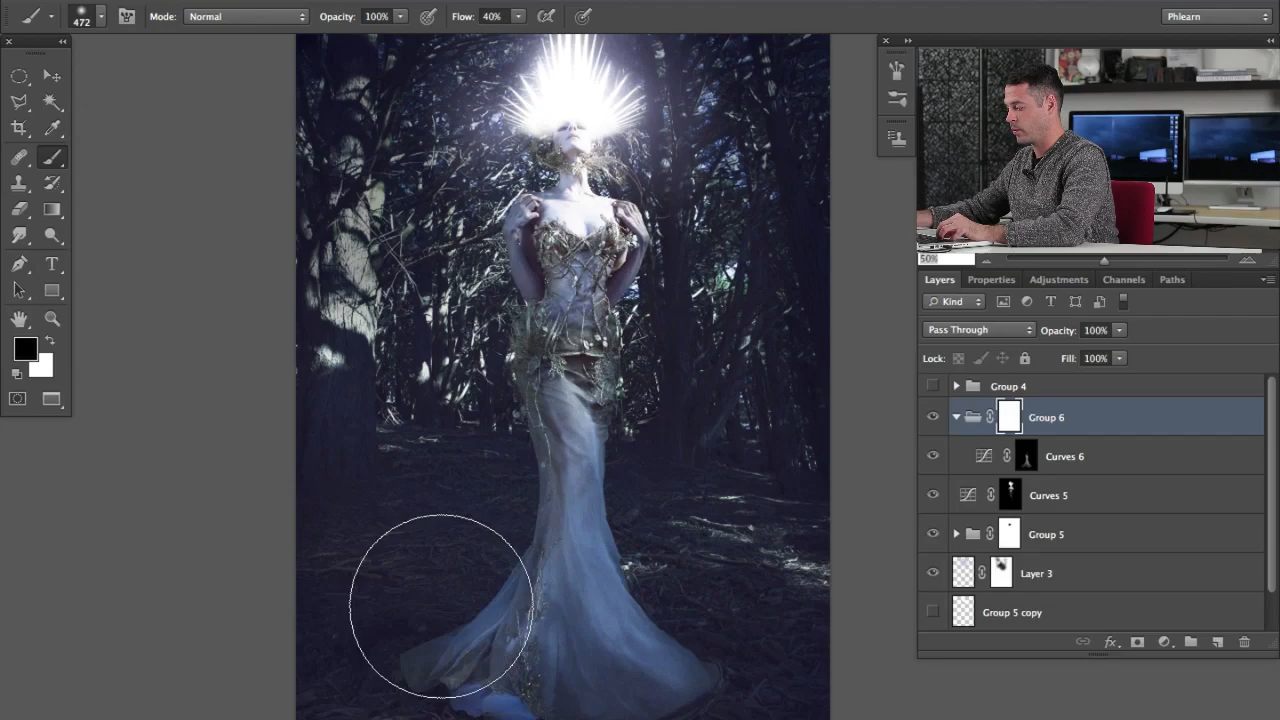 472 Mode: Normal Opacity: 100% Flow: 40% Phlearn
50%
Layers Properties Adjustments Channels Paths
Kind
Pass Through Opacity: 100%
Lock: Fill: 100%
Group 4
Group 6
Curves 6
Curves 5
Group 5
Layer 3
Group 5 copy
fx